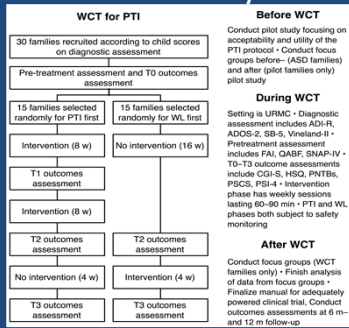 WCT for PTI
30 families recruited according to child scores
on diagnostic assessment
Pre-treatment assessment and T0 outcomes
assessment
15 families selected
randomly for PTI first
15 families selected
randomly for WL first
Intervention (8 w)
No intervention (16 w)
T1 outcomes
assessment
Intervention (8 w)
T2 outcomes
assessment
T2 outcomes
assessment
No intervention (4 w)
Intervention (4 w)
T3 outcomes
assessment
T3 outcomes
assessment
Before WCT
Conduct pilot study focusing on
acceptability and utility of the
PTI protocol • Conduct focus
groups before– (ASD families)
and after (pilot families only)
pilot study
During WCT
Setting is URMC • Diagnostic
assessment includes ADI-R,
ADOS-2, SB-5, Vineland-II •
Pretreatment assessment
includes FAI, QABF, SNAP-IV •
T0–T3 outcome assessments
include CGI-S, HSQ, PNTBs,
PSCS, PSI-4 • Intervention
phase has weekly sessions
lasting 60–90 min • PTI and WL
phases both subject to safety
monitoring
After WCT
Conduct focus groups (WCT
families only) • Finish analysis
of data from focus groups •
Finalize manual for adequately
powered clinical trial, Conduct
outcomes assessments at 6 m–
and 12 m follow-up